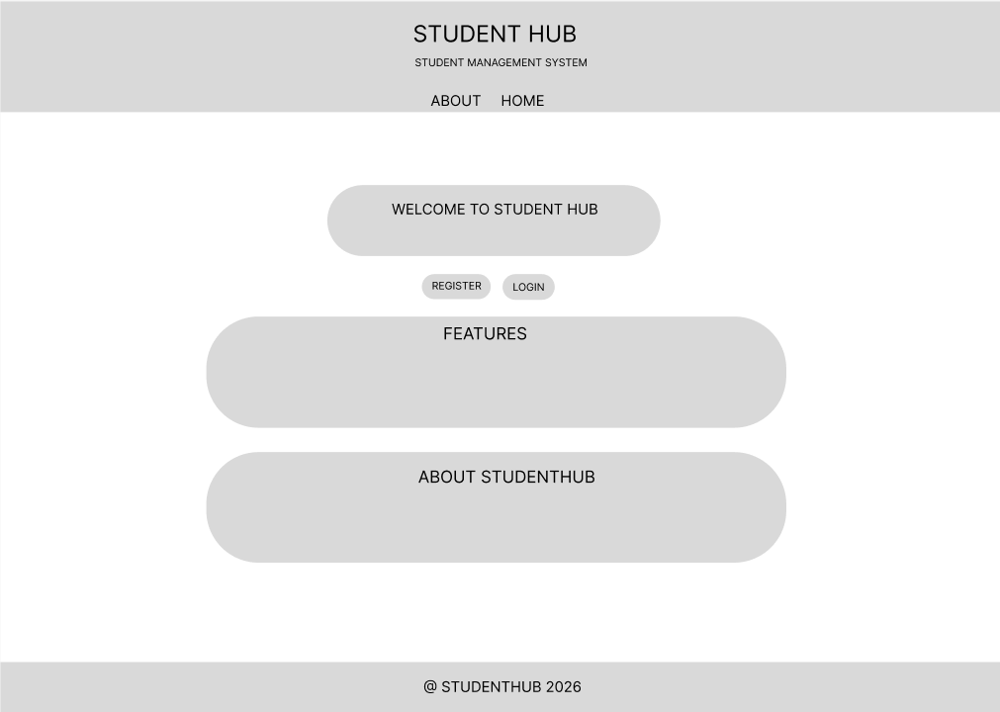 STUDENT HUB
STUDENT MANAGEMENT SYSTEM
ABOUT HOME
WELCOME TO STUDENT HUB
REGISTER LOGIN
FEATURES
ABOUT STUDENTHUB
@ STUDENTHUB 2026